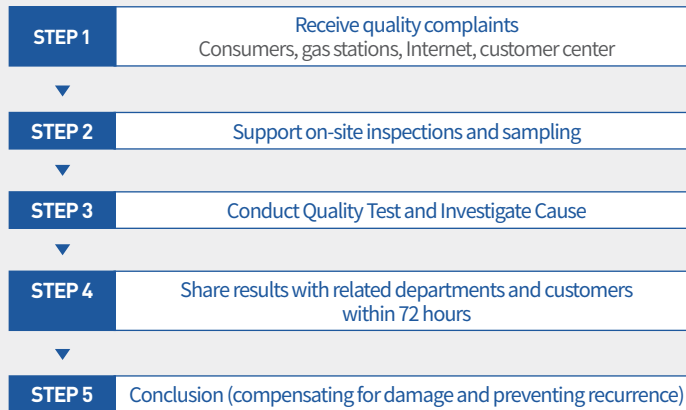 STEP 1
Receive quality complaints
Consumers, gas stations, Internet, customer center
STEP 2
Support on-site inspections and sampling
STEP 3
Conduct Quality Test and Investigate Cause
STEP 4
Share results with related departments and customers
within 72 hours
STEP 5
Conclusion (compensating for damage and preventing recurrence)